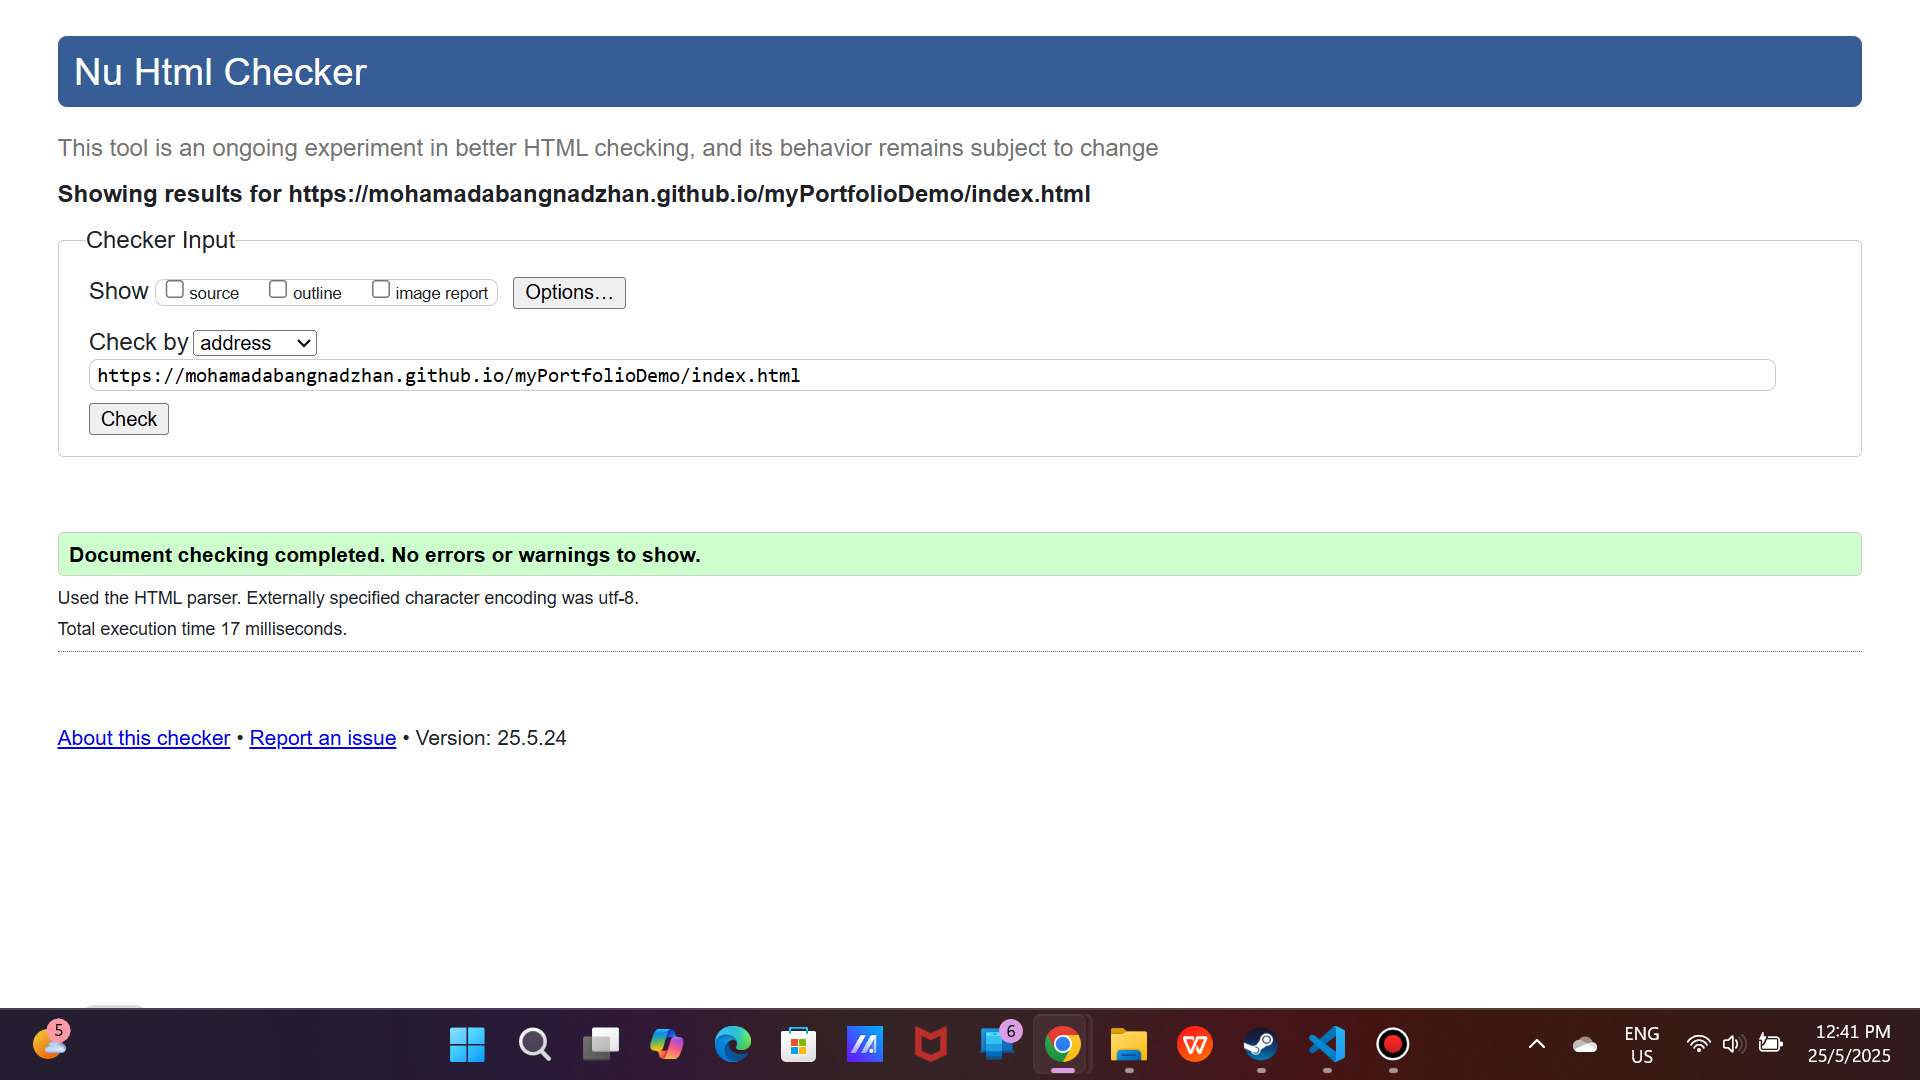 Nu Html Checker
This tool is an ongoing experiment in better HTML checking, and its behavior remains subject to change
Showing results for https://mohamadabangnadzhan.github.io/myPortfolioDemo/index.html
Checker Input
Show source outline image report Options…
Check by address
https://mohamadabangnadzhan.github.io/myPortfolioDemo/index.html
Check
Document checking completed. No errors or warnings to show.
Used the HTML parser. Externally specified character encoding was utf-8.
Total execution time 17 milliseconds.
About this checker • Report an issue • Version: 25.5.24
5
6
ENG
US
12:41 PM
25/5/2025